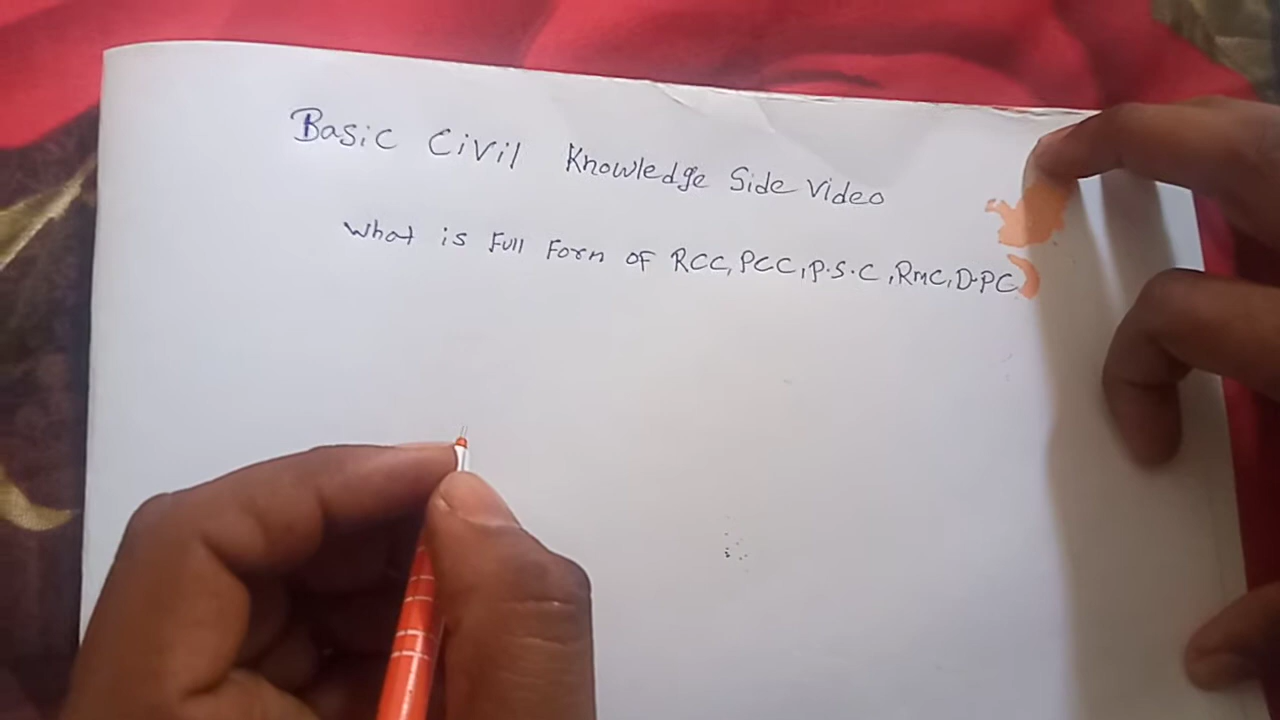 Basic Civil Knowledge Side Video
What is Full Form OF RCC, PCC, P.S.C, RMC, D.PC